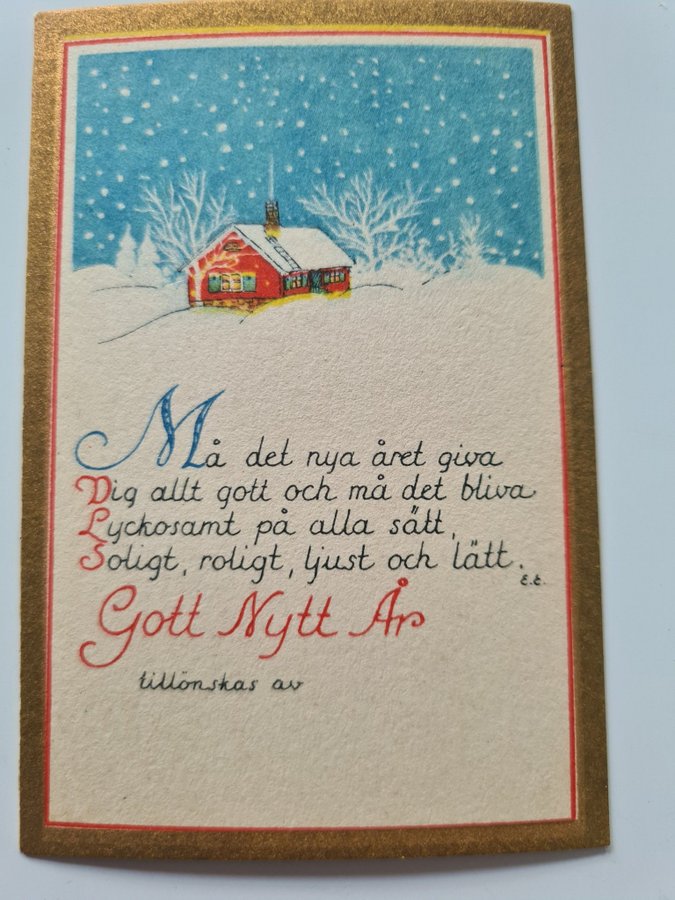 Må det nya året giva
Dig allt gott och må det bliva
Lyckosamt på alla sätt,
Soligt, roligt, ljust och lätt.
E.E.
Gott Nytt År
tillönskas av